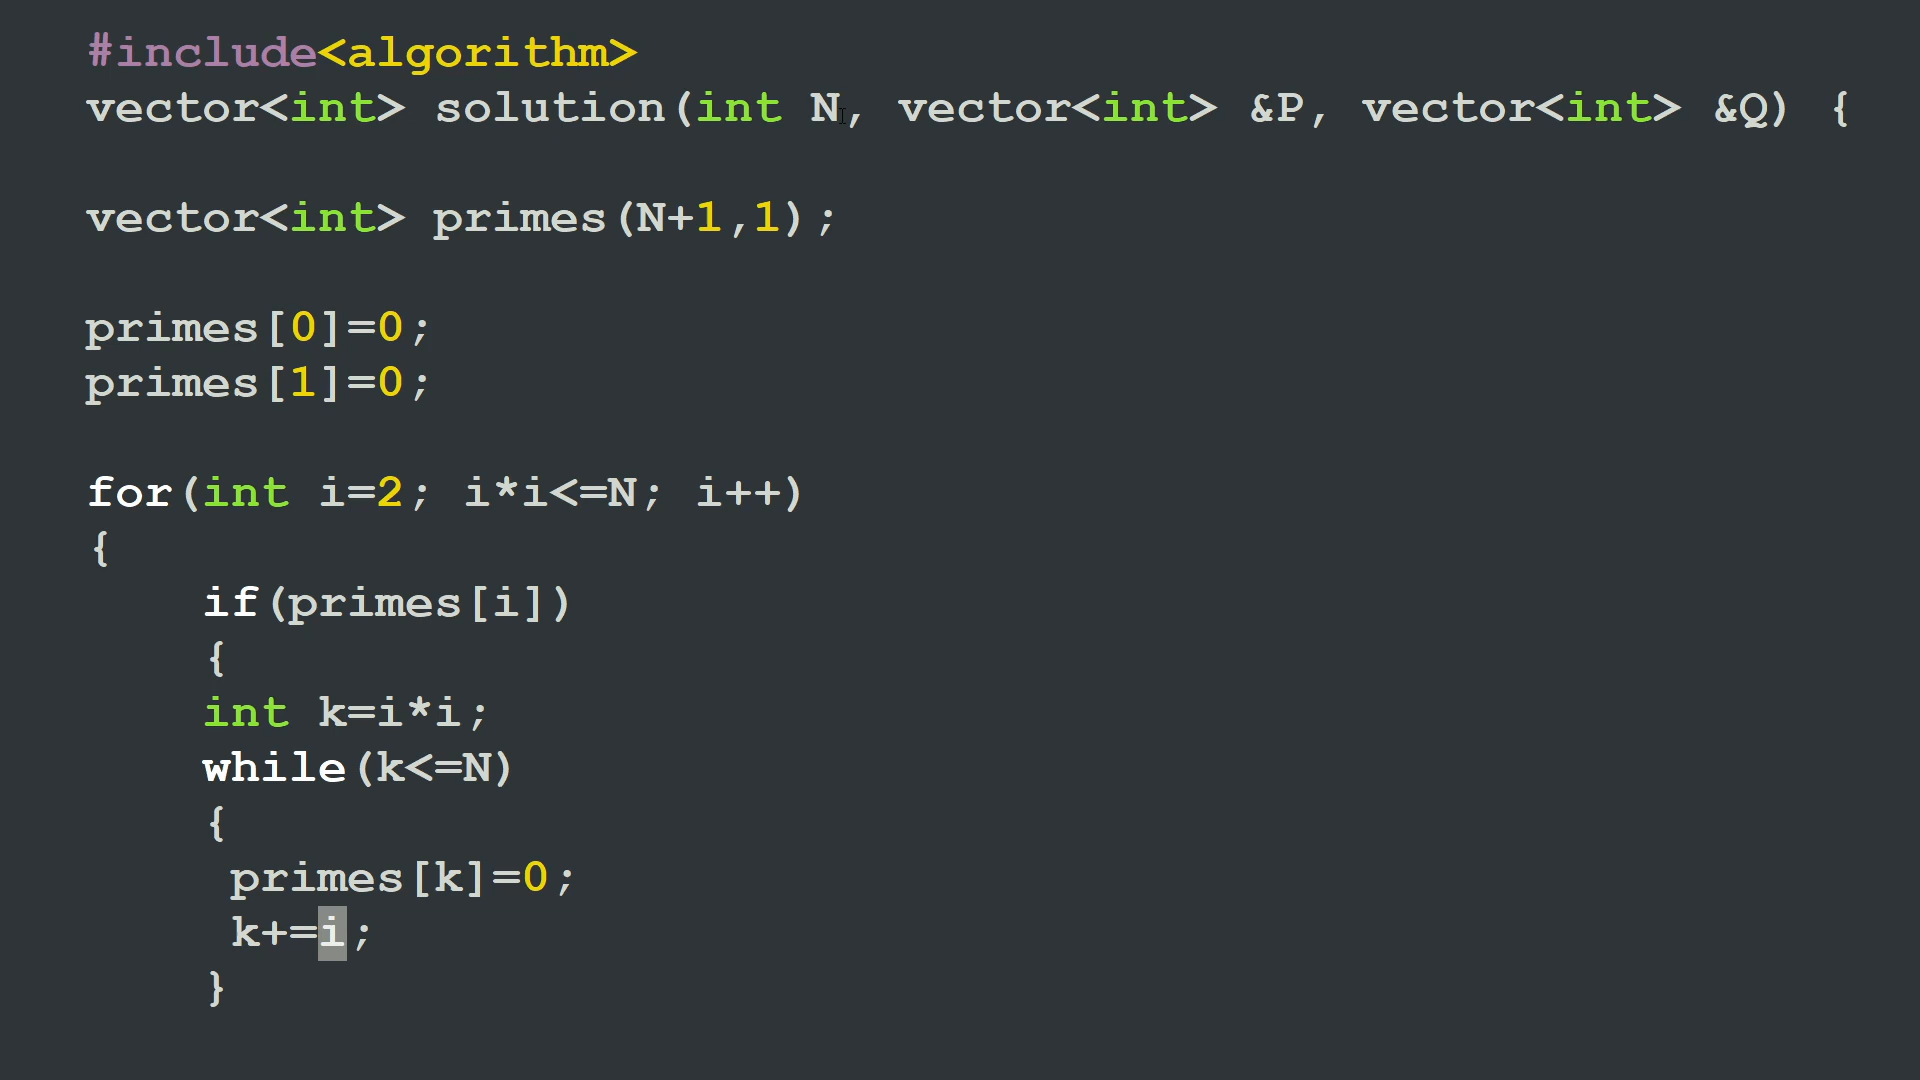 #include<algorithm>
vector<int> solution(int N, vector<int> &P, vector<int> &Q) {
vector<int> primes(N+1,1);
primes[0]=0;
primes[1]=0;
for(int i=2; i*i<=N; i++)
{
if(primes[i])
{
int k=i*i;
while(k<=N)
{
primes[k]=0;
k+=i;
}